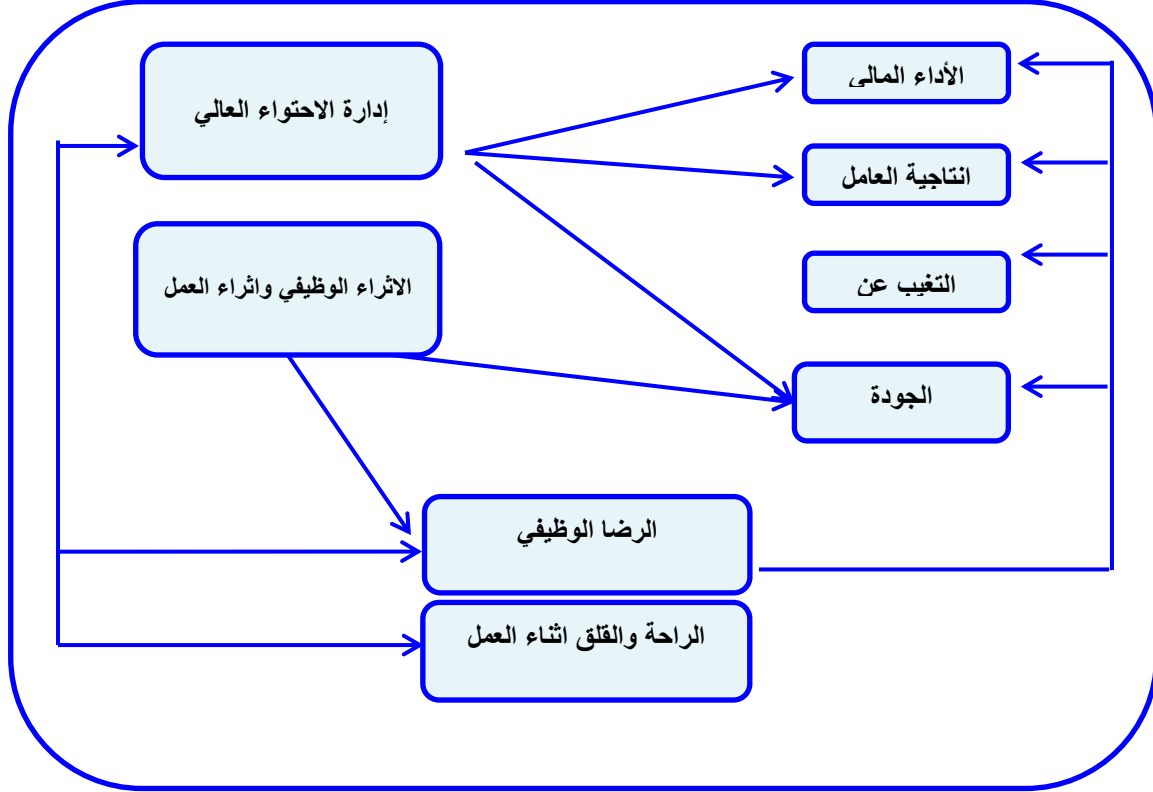 إدارة الاحتواء العالي
الأداء المالي
انتاجية العامل
الاثراء الوظيفي واثراء العمل
التغيب عن
الجودة
الرضا الوظيفي
الراحة والقلق اثناء العمل